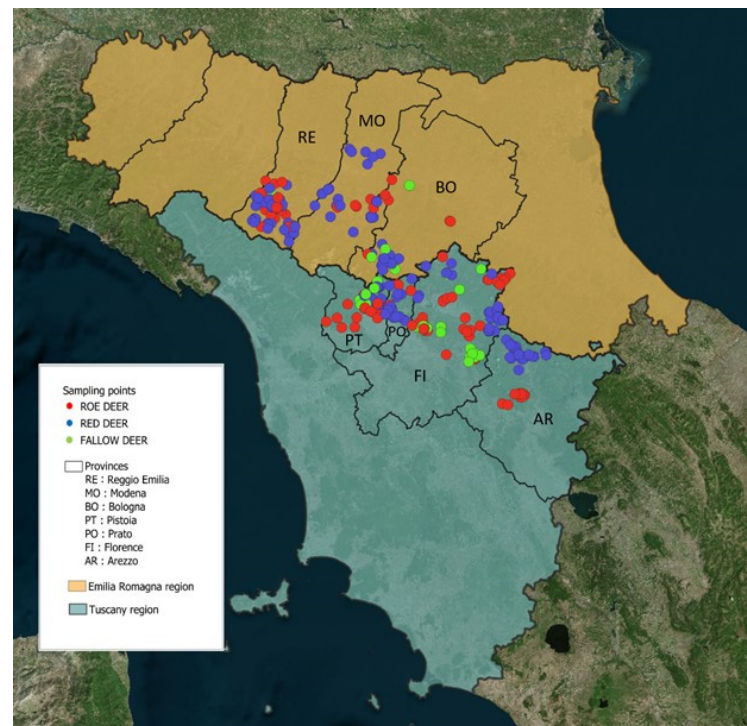 RE
MO
BO
PT
PO
FI
AR
Sampling points
ROE DEER
RED DEER
FALLOW DEER
Provinces
RE : Reggio Emilia
MO : Modena
BO : Bologna
PT : Pistoia
PO : Prato
FI : Florence
AR : Arezzo
Emilia Romagna region
Tuscany region